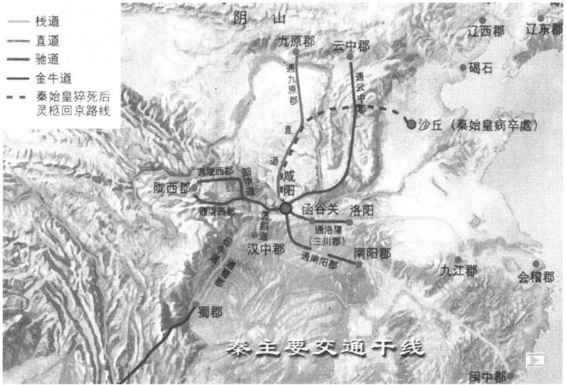 栈道
直道
驰道
金牛道
秦始皇猝死后
灵柩回京路线
阴 山
九原郡
云中郡
辽西郡
辽东郡
碣石
通九原郡
直
道
沙丘（秦始皇病卒處）
陇西郡
咸阳
函谷关
洛阳
通洛陽
（三川郡）
汉中郡
通南阳郡
南阳郡
九江郡
会稽郡
蜀郡
秦主要交通干线
闽中郡